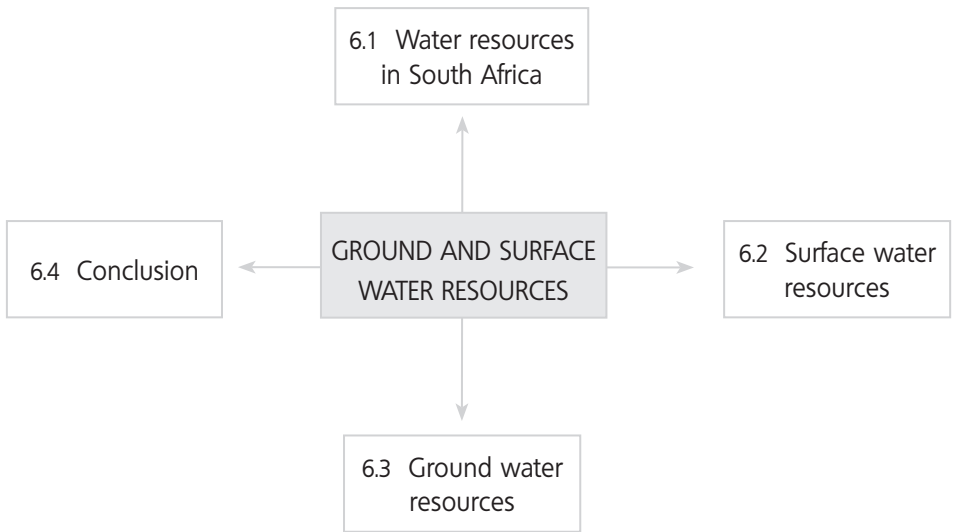 6.1 Water resources
in South Africa
GROUND AND SURFACE
WATER RESOURCES
6.4 Conclusion
6.2 Surface water
resources
6.3 Ground water
resources